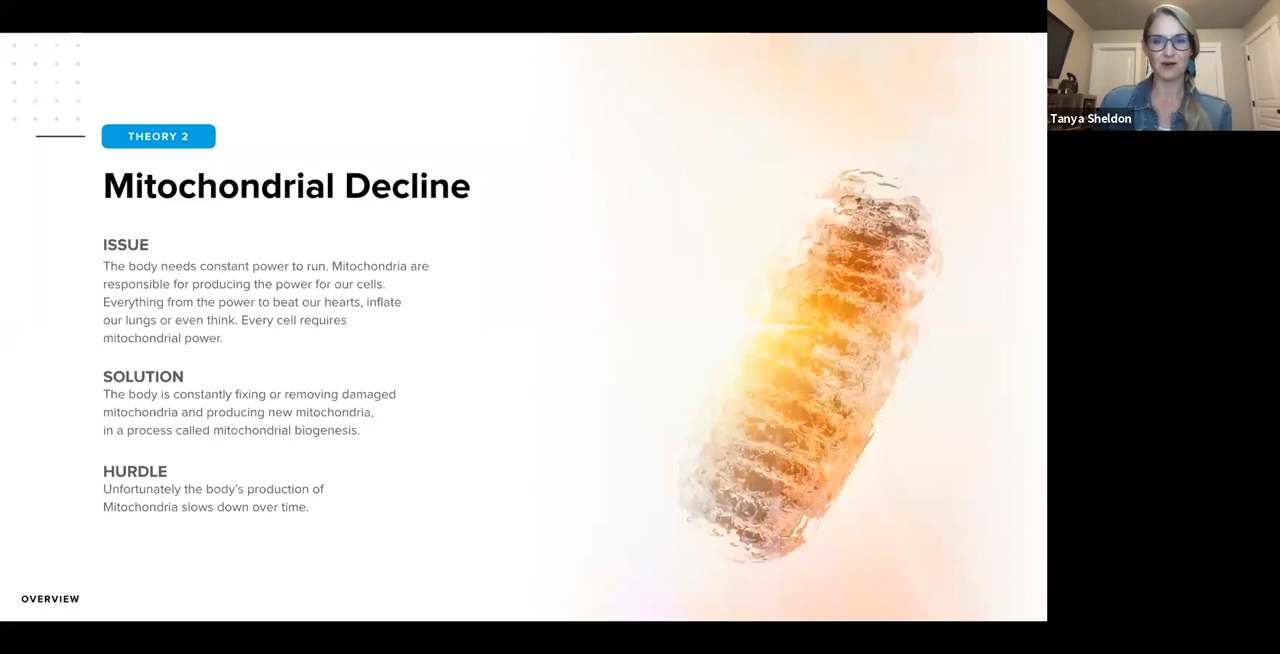 THEORY 2
Mitochondrial Decline
ISSUE
The body needs constant power to run. Mitochondria are
responsible for producing the power for our cells.
Everything from the power to beat our hearts, inflate
our lungs or even think. Every cell requires
mitochondrial power.
SOLUTION
The body is constantly fixing or removing damaged
mitochondria and producing new mitochondria,
in a process called mitochondrial biogenesis.
HURDLE
Unfortunately the body's production of
Mitochondria slows down over time.
OVERVIEW
Tanya Sheldon